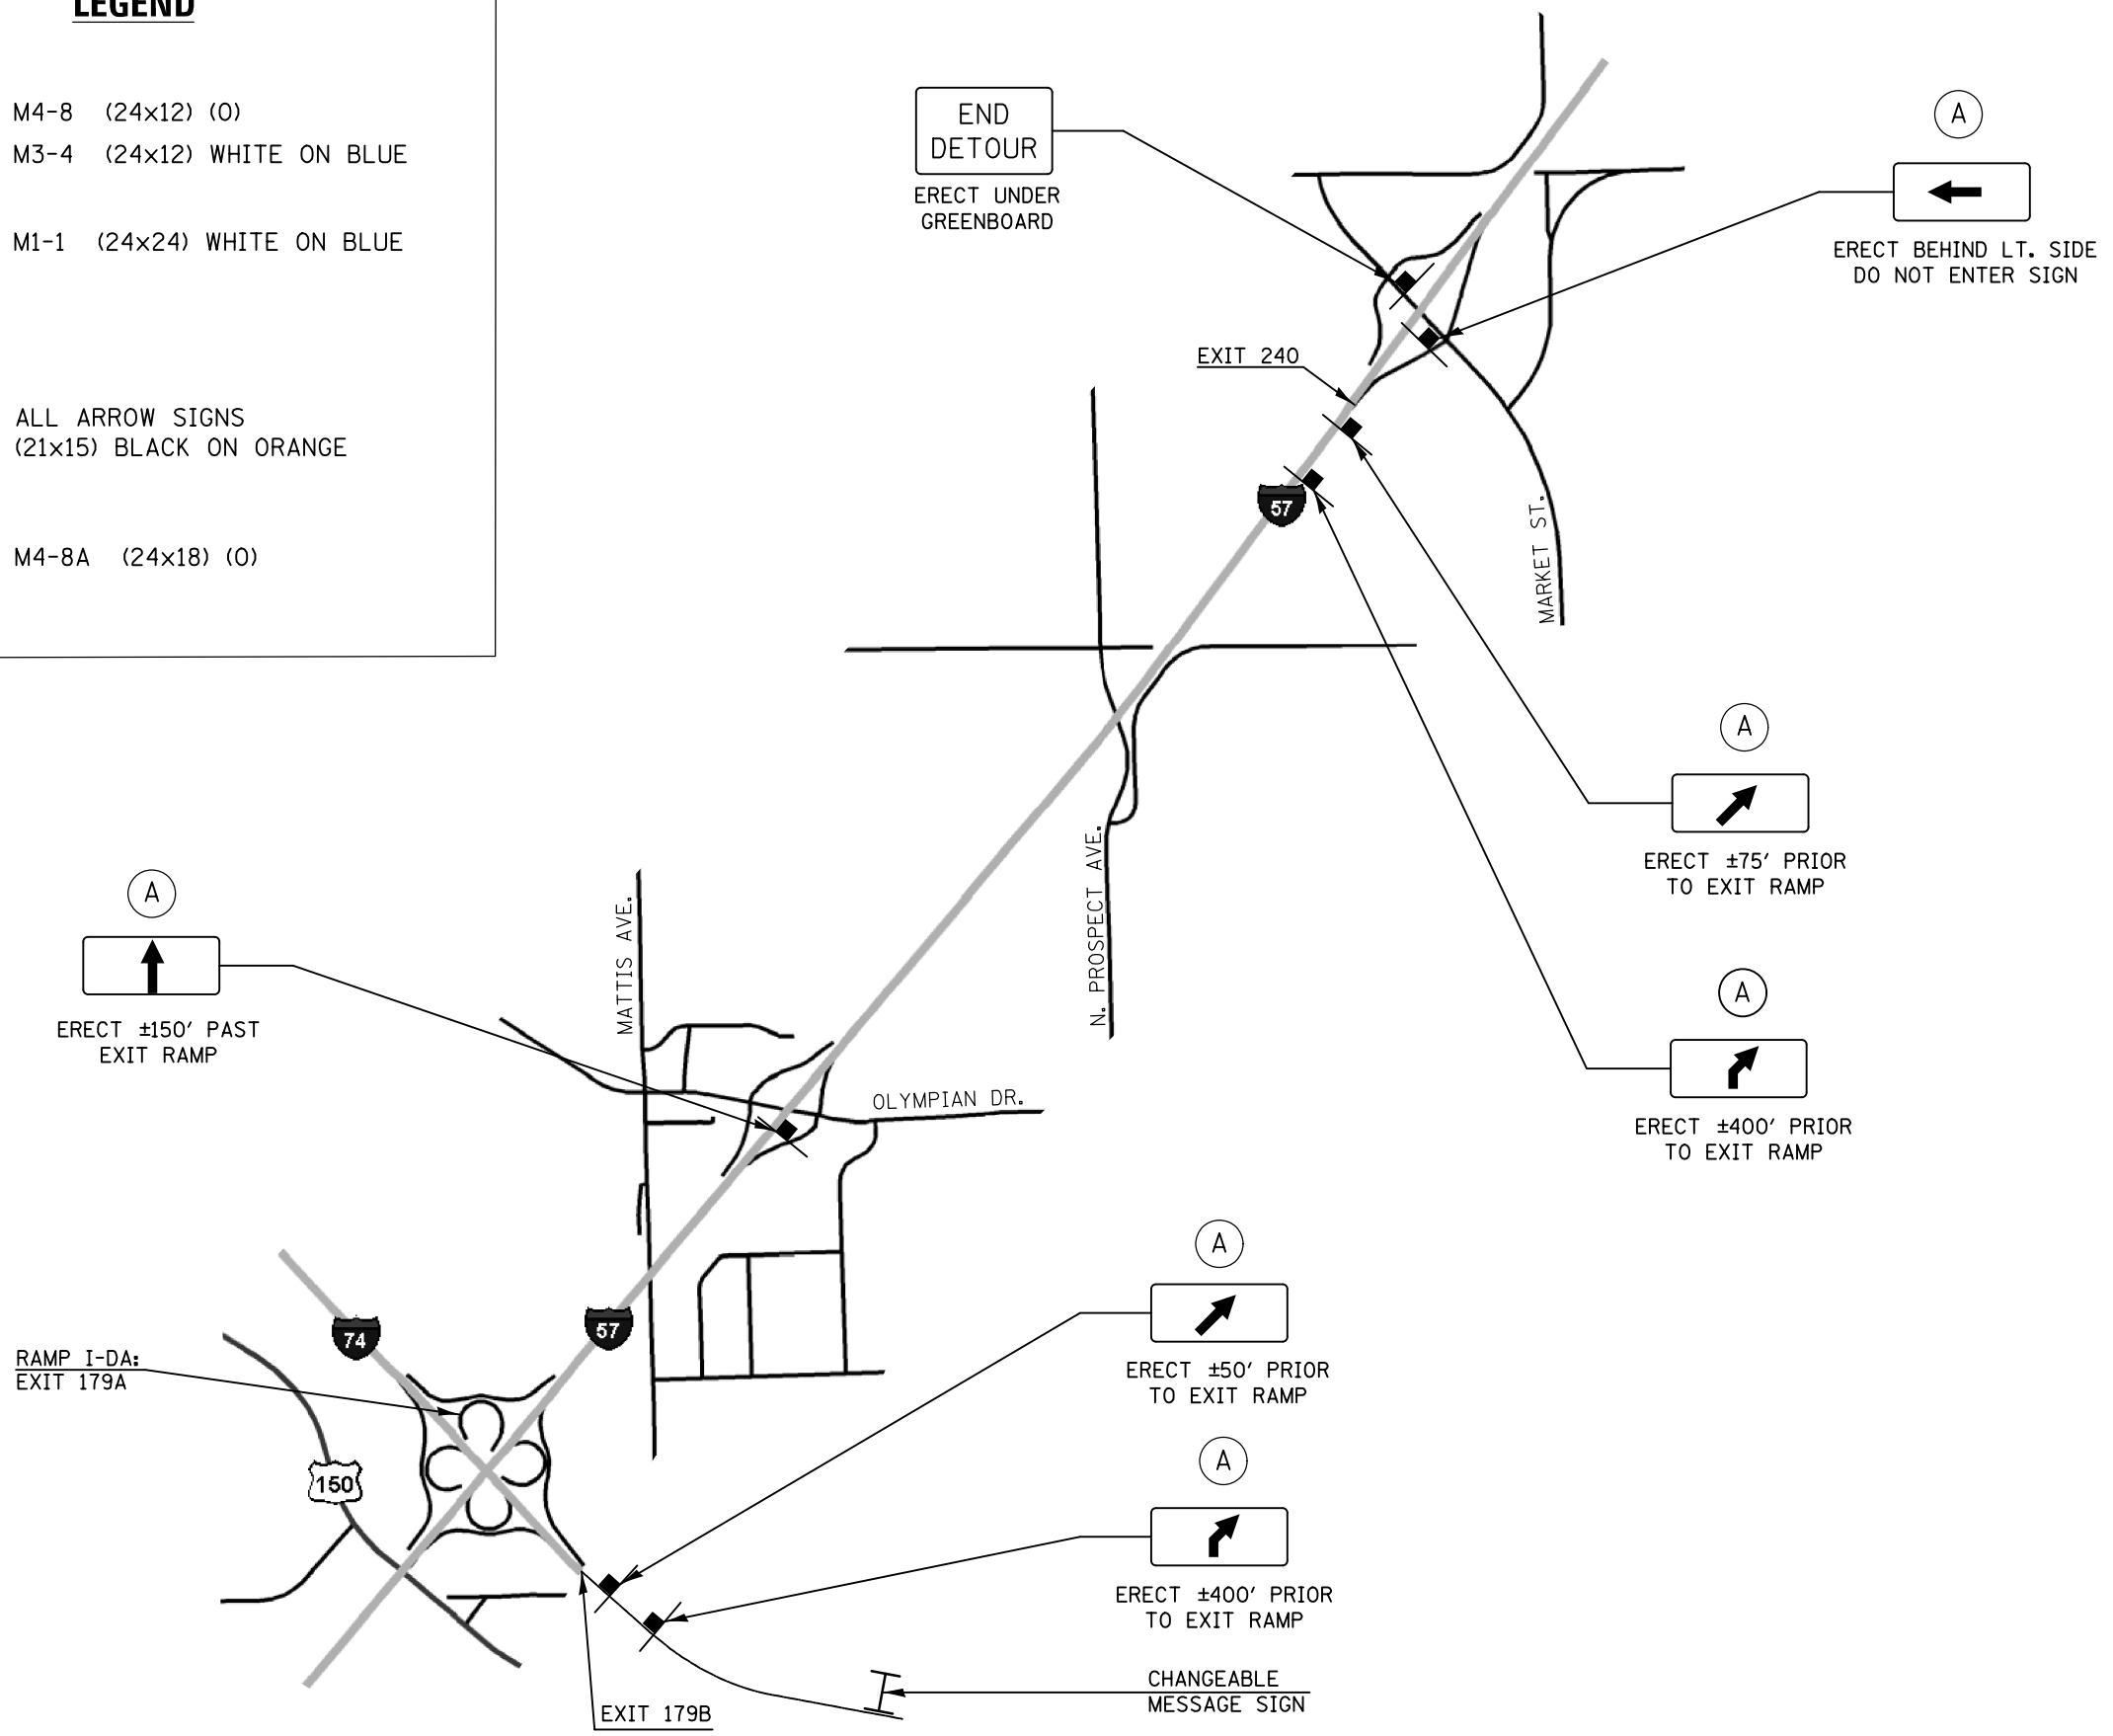 LEGEND
M4-8 (24x12) (O)
M3-4 (24x12) WHITE ON BLUE
M1-1 (24x24) WHITE ON BLUE
ALL ARROW SIGNS
(21x15) BLACK ON ORANGE
M4-8A (24x18) (O)
END
DETOUR
ERECT UNDER
GREENBOARD
A
ERECT BEHIND LT. SIDE
DO NOT ENTER SIGN
EXIT 240
57
MARKET ST.
A
ERECT ±75' PRIOR
TO EXIT RAMP
N. PROSPECT AVE.
A
ERECT ±150' PAST
EXIT RAMP
MATTIS AVE.
A
ERECT ±400' PRIOR
TO EXIT RAMP
OLYMPIAN DR.
A
ERECT ±50' PRIOR
TO EXIT RAMP
74
57
RAMP I-DA:
EXIT 179A
150
A
ERECT ±400' PRIOR
TO EXIT RAMP
CHANGEABLE
MESSAGE SIGN
EXIT 179B